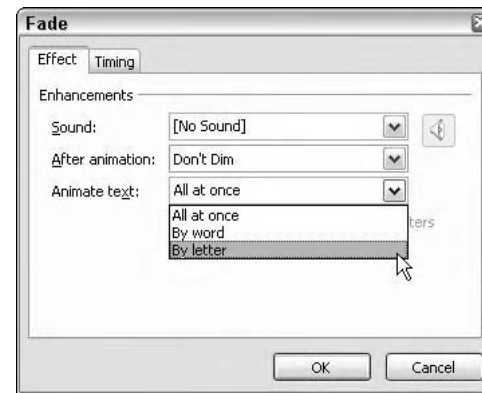 Fade
Effect Timing
Enhancements
Sound: [No Sound]
After animation: Don't Dim
Animate text: All at once
All at once
By word
By letter
OK Cancel